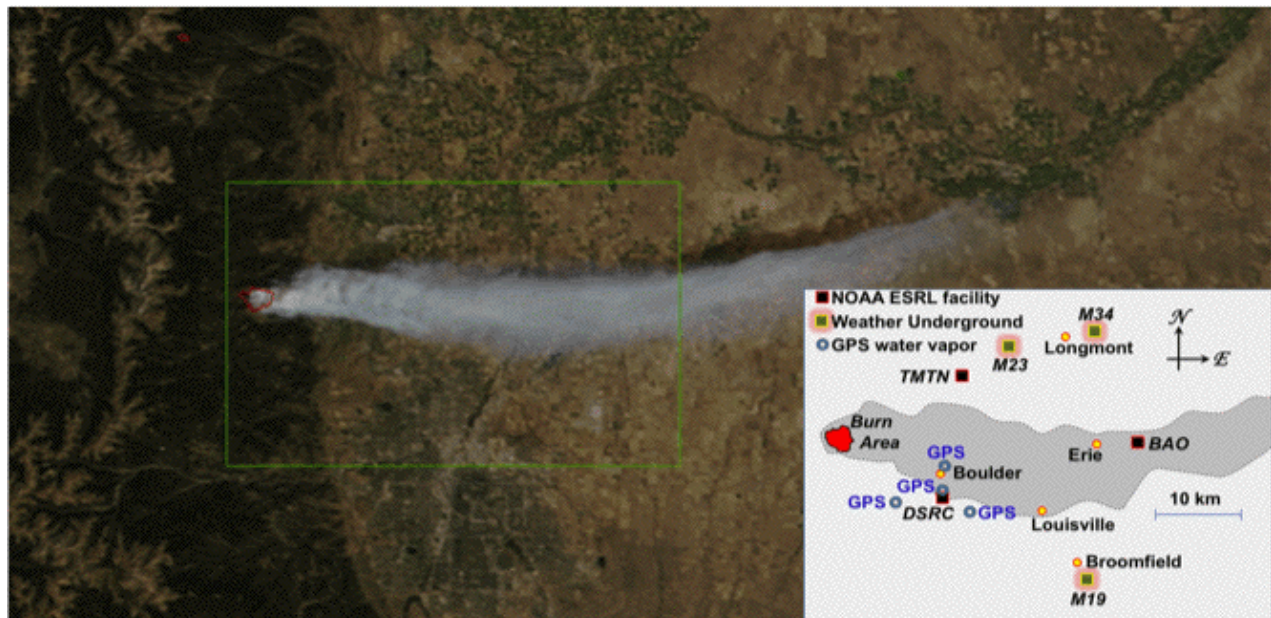 NOAA ESRL facility
Weather Underground
GPS water vapor
M34
Longmont
M23
TMTN
N
E
Burn
Area
GPS
Boulder
GPS
GPS
DSRC
GPS
Erie
BAO
10 km
Louisville
Broomfield
M19